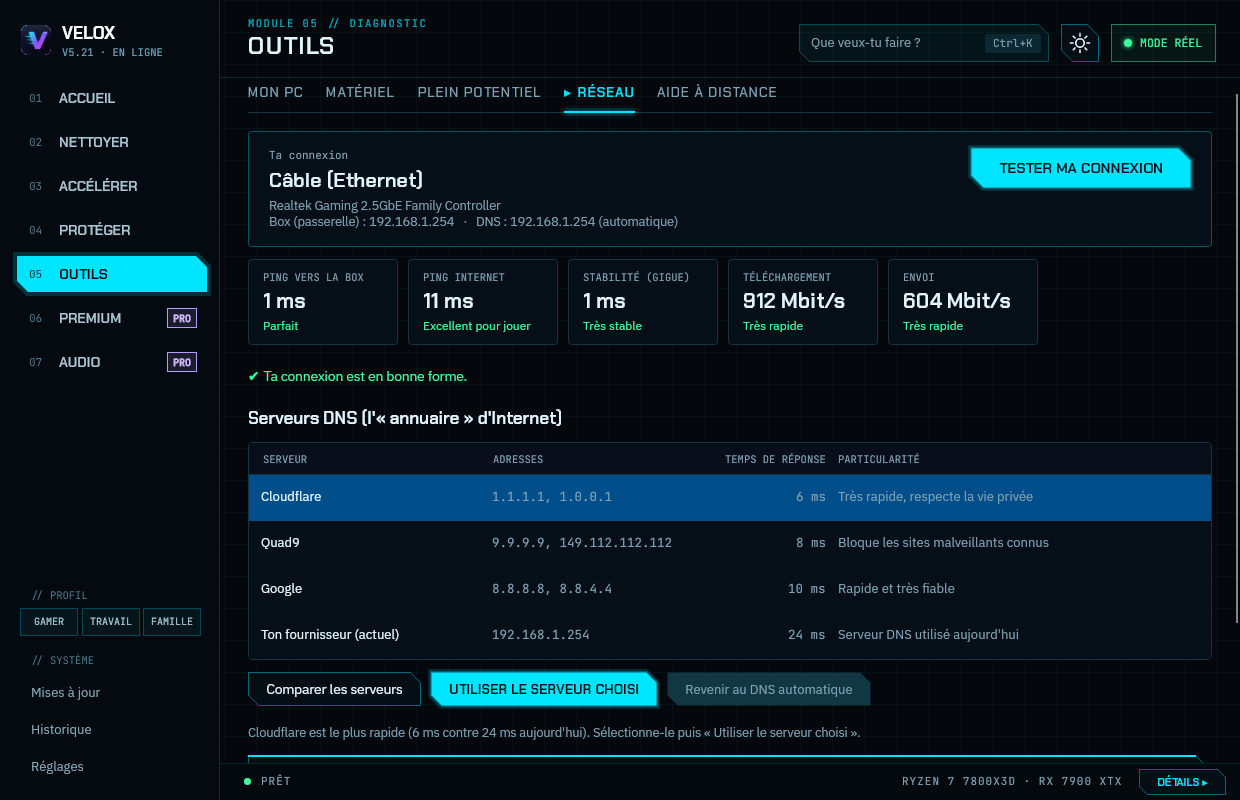 VELOX
V5.21 · EN LIGNE
01 ACCUEIL
02 NETTOYER
03 ACCÉLÉRER
04 PROTÉGER
05 OUTILS
06 PREMIUM PRO
07 AUDIO PRO
// PROFIL
GAMER TRAVAIL FAMILLE
// SYSTÈME
Mises à jour
Historique
Réglages
MODULE 05 // DIAGNOSTIC
OUTILS
Que veux-tu faire ? Ctrl+K
MODE RÉEL
MON PC MATÉRIEL PLEIN POTENTIEL ▸ RÉSEAU AIDE À DISTANCE
Ta connexion
Câble (Ethernet)
Realtek Gaming 2.5GbE Family Controller
Box (passerelle) : 192.168.1.254 · DNS : 192.168.1.254 (automatique)
TESTER MA CONNEXION
PING VERS LA BOX
1 ms
Parfait
PING INTERNET
11 ms
Excellent pour jouer
STABILITÉ (GIGUE)
1 ms
Très stable
TÉLÉCHARGEMENT
912 Mbit/s
Très rapide
ENVOI
604 Mbit/s
Très rapide
✔ Ta connexion est en bonne forme.
Serveurs DNS (l'« annuaire » d'Internet)
SERVEUR ADRESSES TEMPS DE RÉPONSE PARTICULARITÉ
Cloudflare 1.1.1.1, 1.0.0.1 6 ms Très rapide, respecte la vie privée
Quad9 9.9.9.9, 149.112.112.112 8 ms Bloque les sites malveillants connus
Google 8.8.8.8, 8.8.4.4 10 ms Rapide et très fiable
Ton fournisseur (actuel) 192.168.1.254 24 ms Serveur DNS utilisé aujourd'hui
Comparer les serveurs UTILISER LE SERVEUR CHOISI Revenir au DNS automatique
Cloudflare est le plus rapide (6 ms contre 24 ms aujourd'hui). Sélectionne-le puis « Utiliser le serveur choisi ».
PRÊT
RYZEN 7 7800X3D · RX 7900 XTX
DÉTAILS ▸